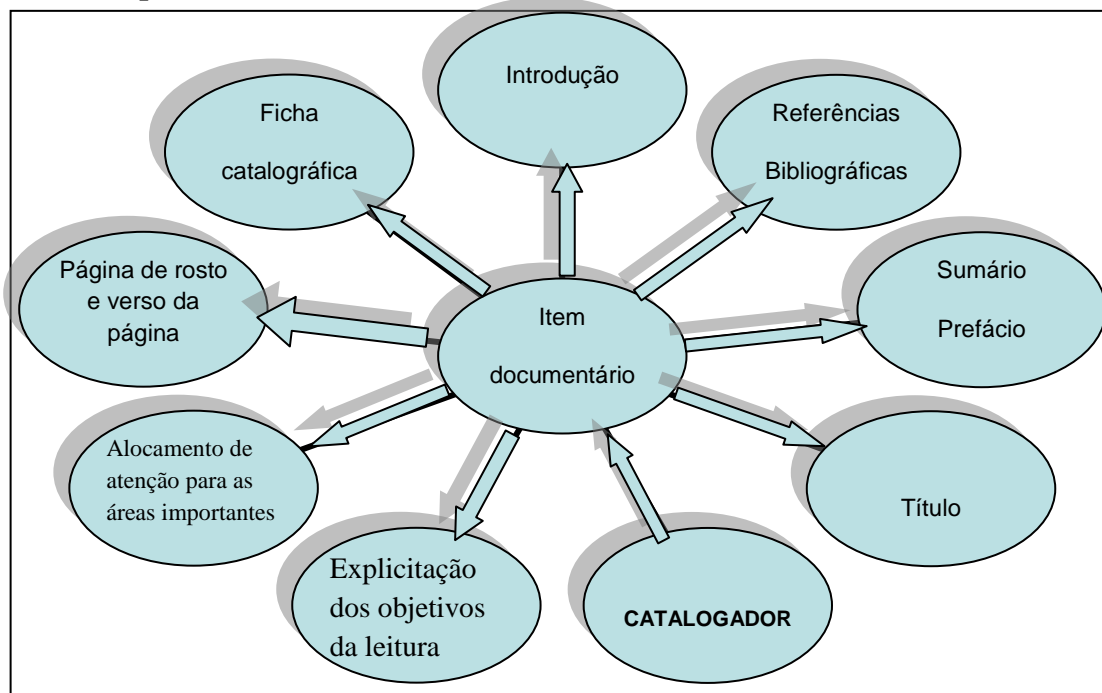 Introdução
Ficha
catalográfica
Referências
Bibliográficas
Página de rosto
e verso da
página
Sumário
Prefácio
Item
documentário
Alocamento de
atenção para as
áreas importantes
Título
Explicitação
dos objetivos
da leitura
CATALOGADOR